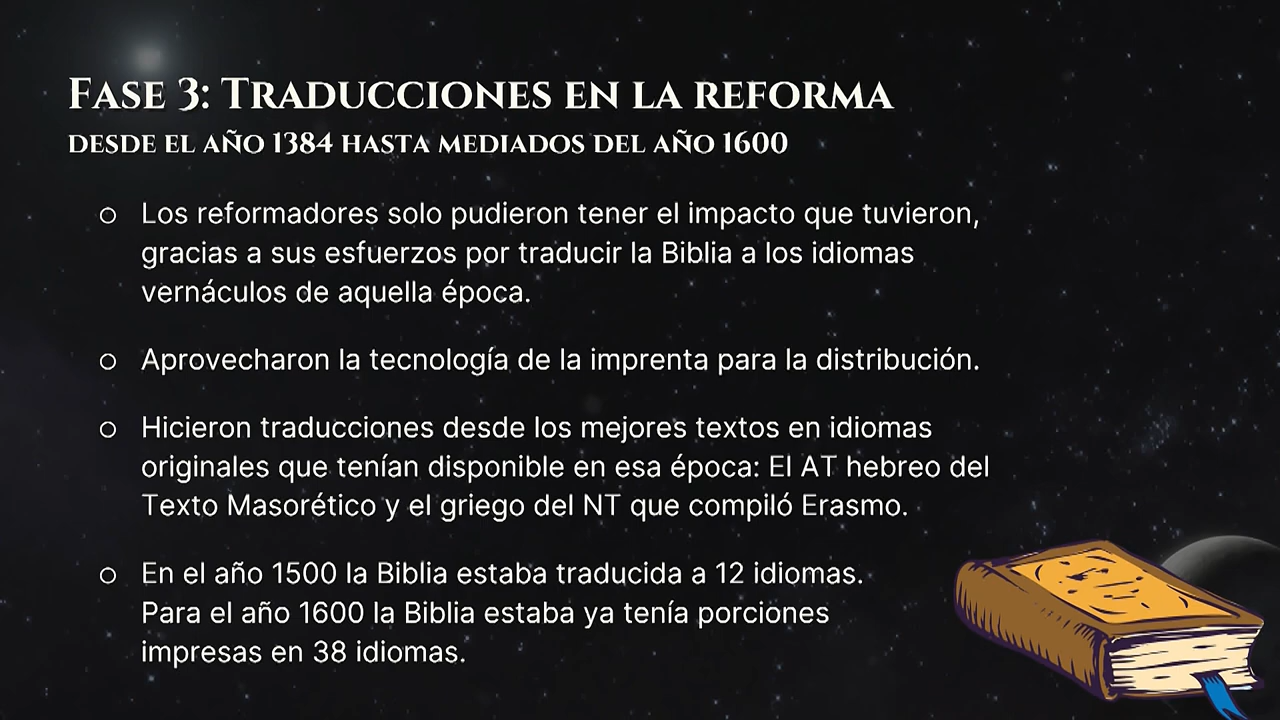 Fase 3: Traducciones en la reforma
desde el año 1384 hasta mediados del año 1600
○ Los reformadores solo pudieron tener el impacto que tuvieron,
gracias a sus esfuerzos por traducir la Biblia a los idiomas
vernáculos de aquella época.
○ Aprovecharon la tecnología de la imprenta para la distribución.
○ Hicieron traducciones desde los mejores textos en idiomas
originales que tenían disponible en esa época: El AT hebreo del
Texto Masorético y el griego del NT que compiló Erasmo.
○ En el año 1500 la Biblia estaba traducida a 12 idiomas.
Para el año 1600 la Biblia estaba ya tenía porciones
impresas en 38 idiomas.